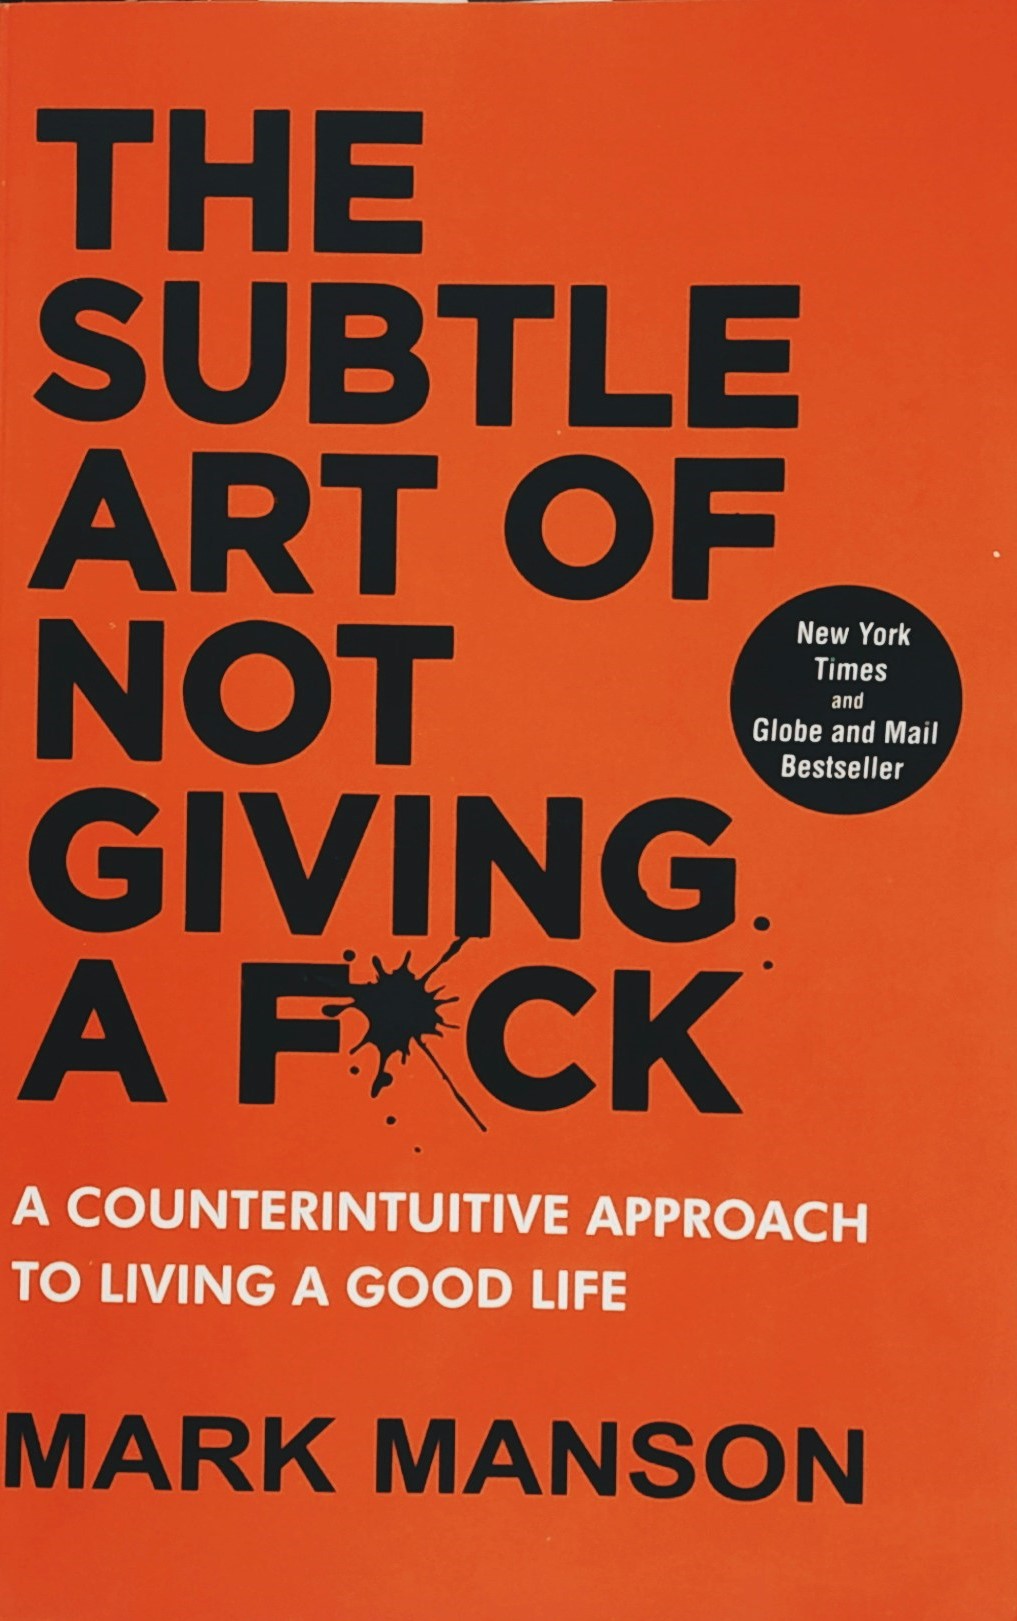 THE
SUBTLE
ART OF
NOT
GIVING
A F*CK
New York
Times
and
Globe and Mail
Bestseller
A COUNTERINTUITIVE APPROACH
TO LIVING A GOOD LIFE
MARK MANSON